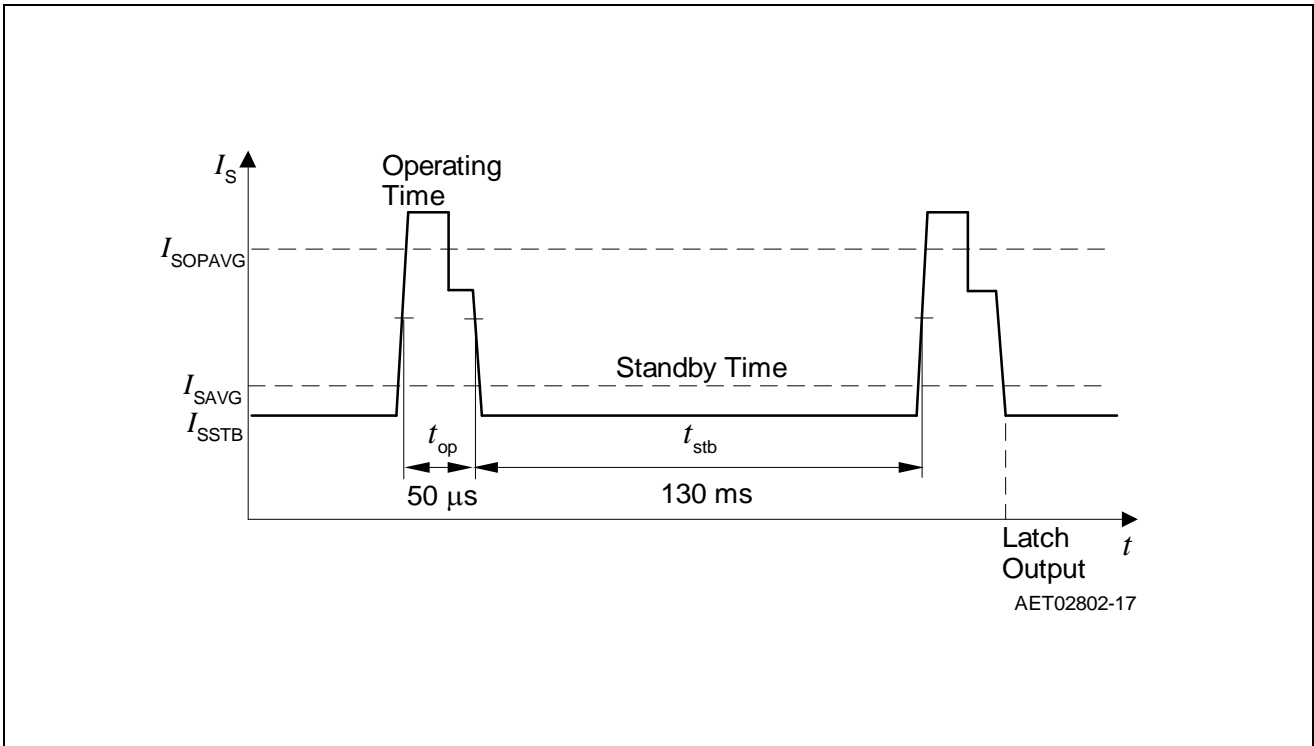 I_S
Operating
Time
I_SOPAVG
Standby Time
I_SAVG
I_SSTB
t_op
t_stb
50 μs
130 ms
Latch
Output
t
AET02802-17